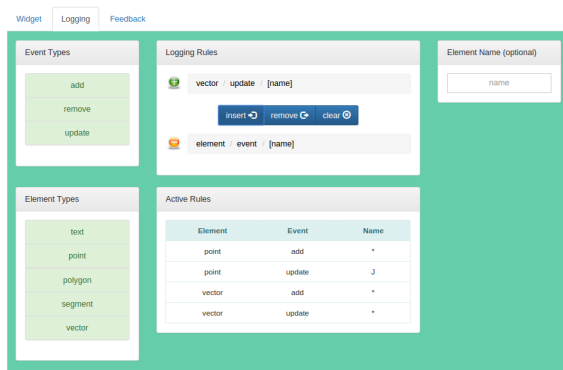 Widget Logging Feedback
Event Types
add
remove
update
Logging Rules
vector / update / [name]
insert remove clear
element / event / [name]
Element Name (optional)
name
Element Types
text
point
polygon
segment
vector
Active Rules
Element Event Name
point add *
point update J
vector add *
vector update *